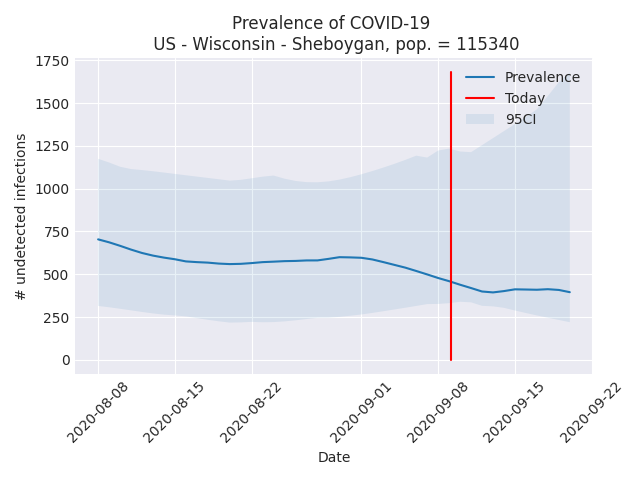 Prevalence of COVID-19
US - Wisconsin - Sheboygan, pop. = 115340
1750
1500
1250
1000
750
500
250
0
# undetected infections
Prevalence
Today
95CI
2020-08-08
2020-08-15
2020-08-22
2020-09-01
2020-09-08
2020-09-15
2020-09-22
Date